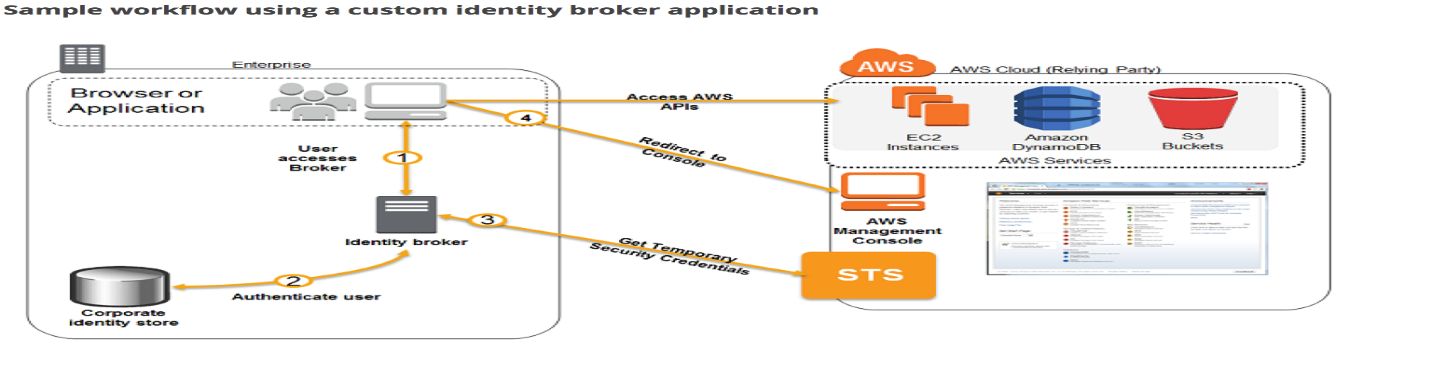 Sample workflow using a custom identity broker application
Enterprise
Browser or
Application
User
accesses
Broker
1
Identity broker
2
Authenticate user
Corporate
identity store
3
Get Temporary
Security Credentials
4
Access AWS
APIs
Redirect to
Console
AWS
AWS Cloud (Relying Party)
EC2
Instances
Amazon
DynamoDB
S3
Buckets
AWS Services
AWS
Management
Console
STS